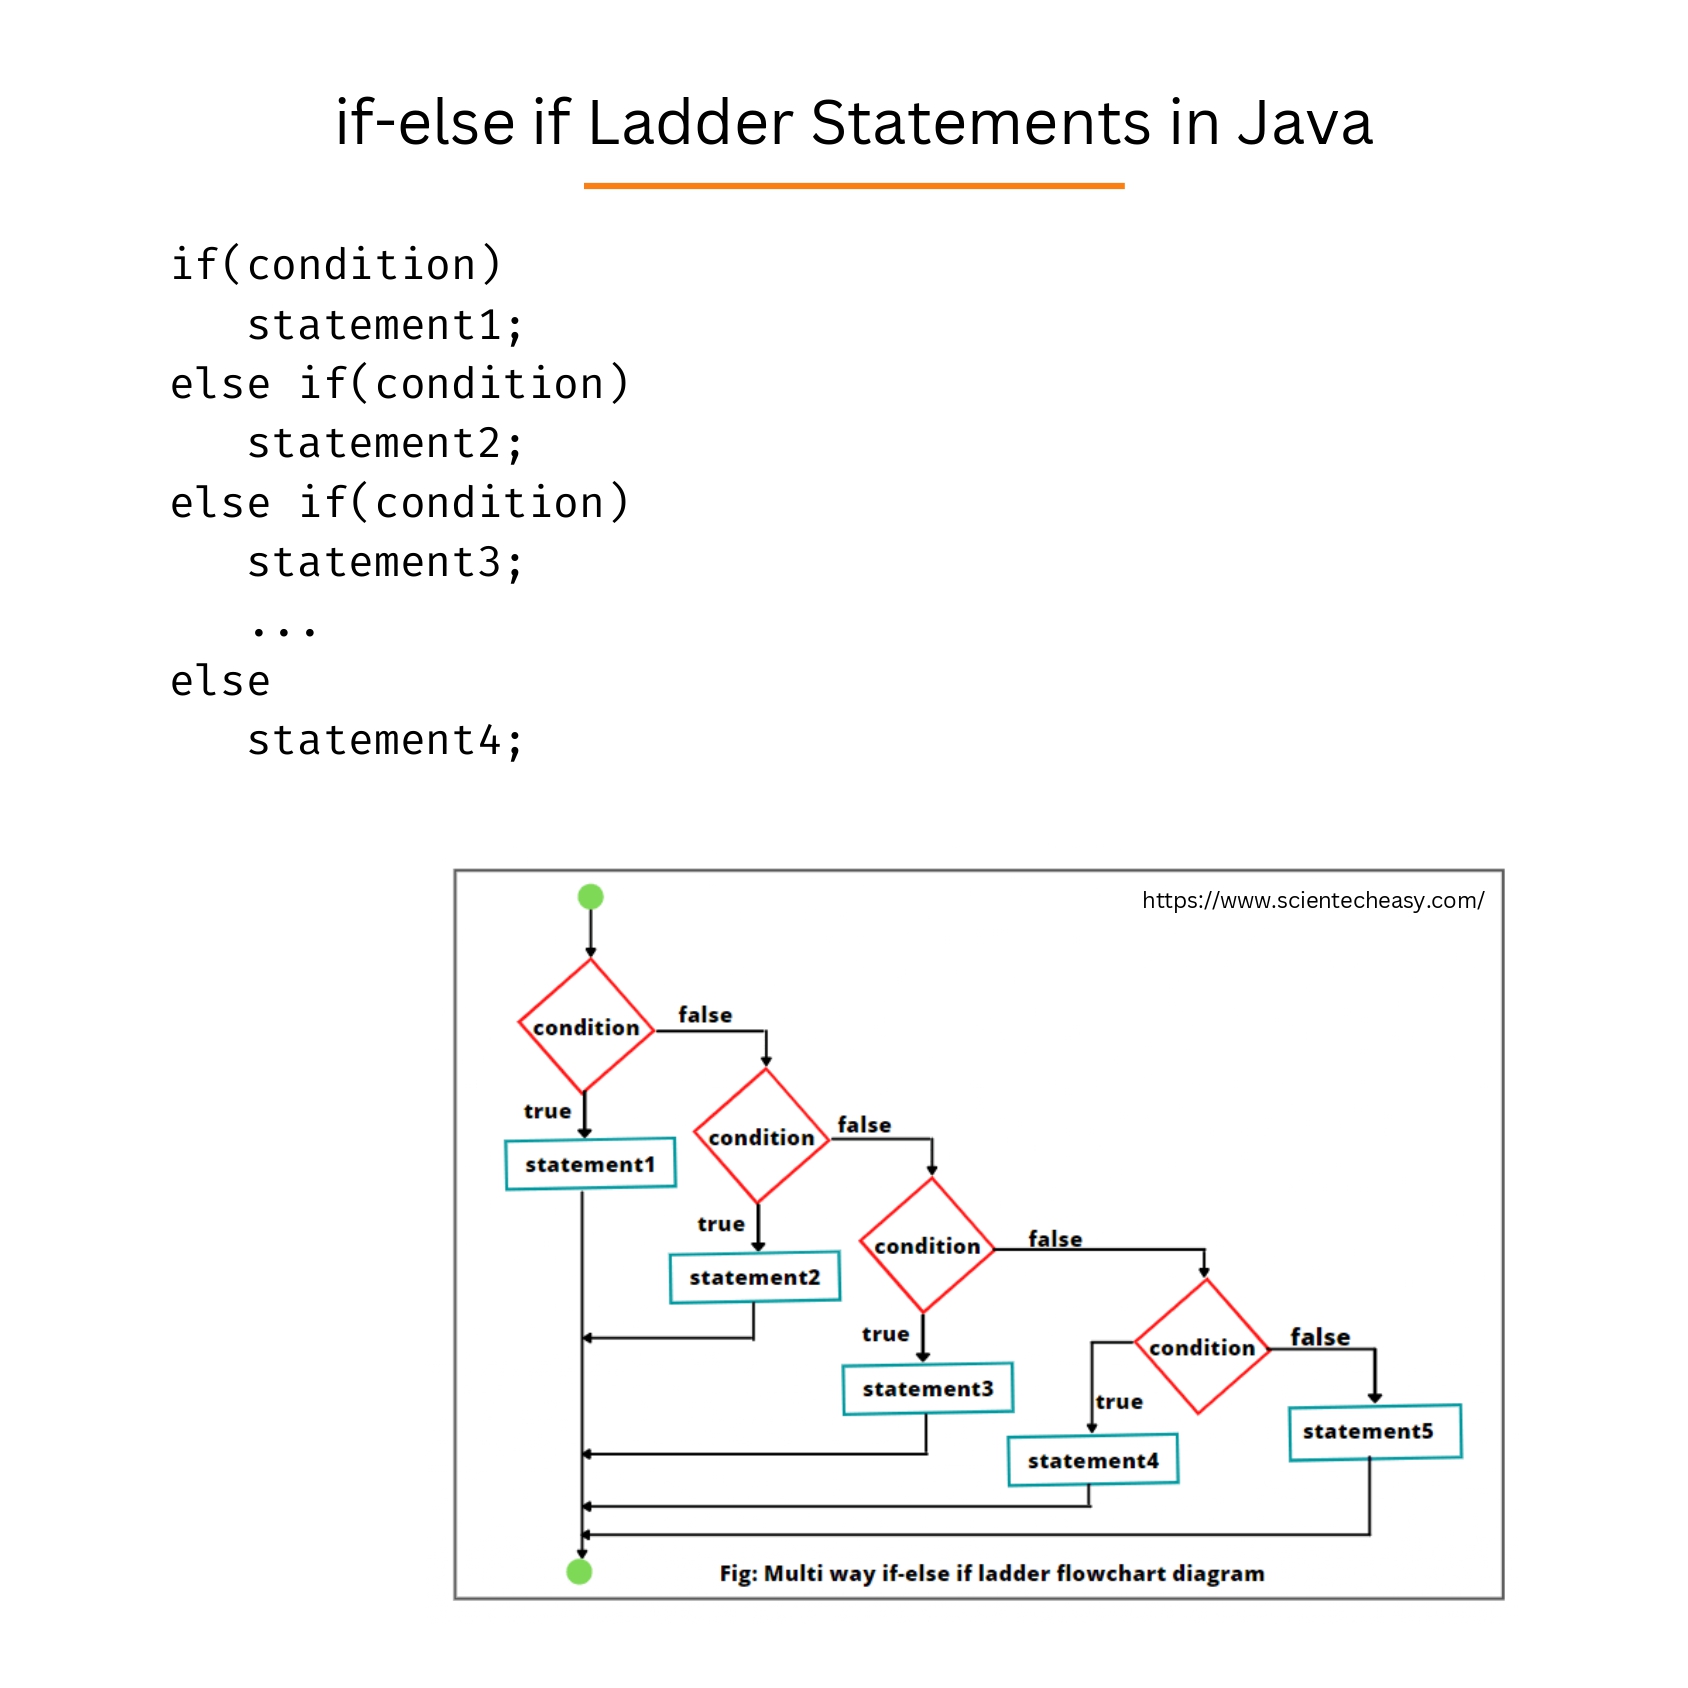 if-else if Ladder Statements in Java
if(condition)
   statement1;
else if(condition)
   statement2;
else if(condition)
   statement3;
   ...
else
   statement4;
https://www.scientecheasy.com/
condition
false
true
statement1
condition
false
true
statement2
condition
false
true
statement3
condition
false
true
statement4
statement5
Fig: Multi way if-else if ladder flowchart diagram